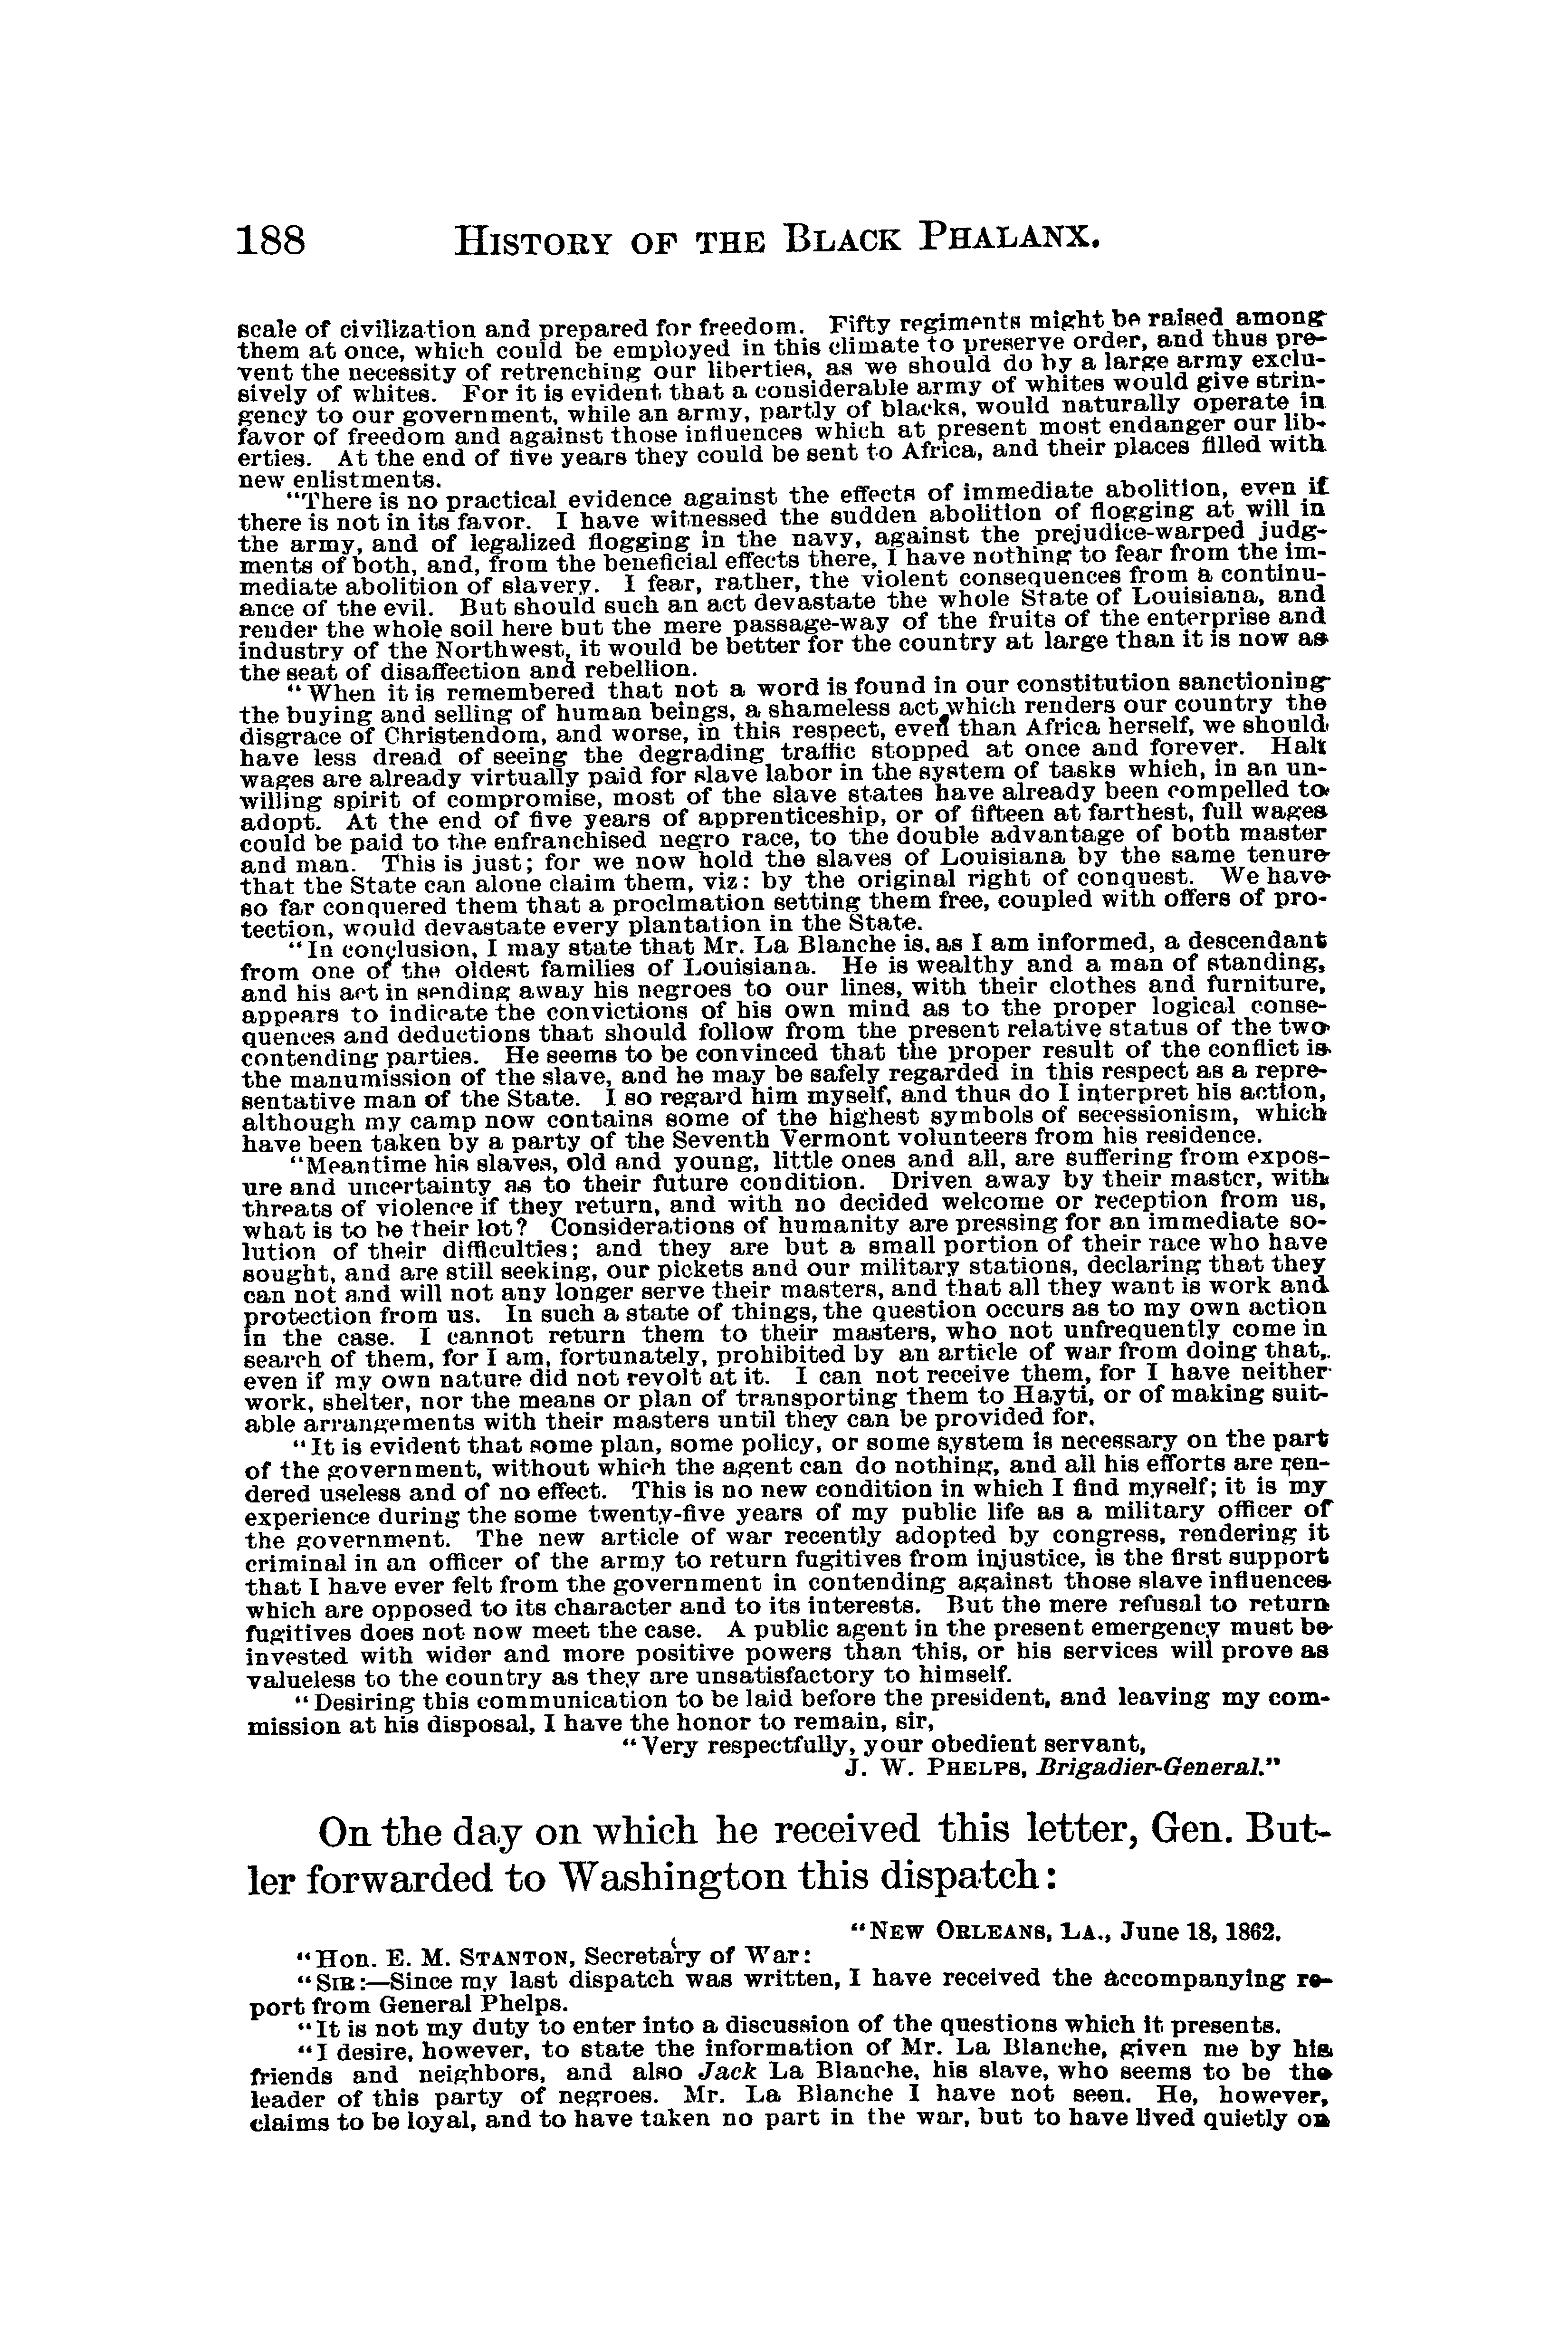 188 HISTORY OF THE BLACK PHALANX.
scale of civilization and prepared for freedom. Fifty regiments might be raised among
them at once, which could be employed in this climate to preserve order, and thus pre-
vent the necessity of retrenching our liberties, as we should do by a large army exclu-
sively of whites. For it is evident that a considerable army of whites would give strin-
gency to our government, while an army, partly of blacks, would naturally operate in
favor of freedom and against those influences which at present most endanger our lib-
erties. At the end of five years they could be sent to Africa, and their places filled with
new enlistments.
"There is no practical evidence against the effects of immediate abolition, even if
there is not in its favor. I have witnessed the sudden abolition of flogging at will in
the army, and of legalized flogging in the navy, against the prejudice-warped judg-
ments of both, and, from the beneficial effects there, I have nothing to fear from the im-
mediate abolition of slavery. I fear, rather, the violent consequences from a continu-
ance of the evil. But should such an act devastate the whole State of Louisiana, and
render the whole soil here but the mere passage-way of the fruits of the enterprise and
industry of the Northwest, it would be better for the country at large than it is now as
the seat of disaffection and rebellion.
"When it is remembered that not a word is found in our constitution sanctioning
the buying and selling of human beings, a shameless act which renders our country the
disgrace of Christendom, and worse, in this respect, even than Africa herself, we should
have less dread of seeing the degrading traffic stopped at once and forever. Half
wages are already virtually paid for slave labor in the system of tasks which, in an un-
willing spirit of compromise, most of the slave states have already been compelled to
adopt. At the end of five years of apprenticeship, or of fifteen at farthest, full wages
could be paid to the enfranchised negro race, to the double advantage of both master
and man. This is just; for we now hold the slaves of Louisiana by the same tenure
that the State can alone claim them, viz: by the original right of conquest. We have
so far conquered them that a proclmation setting them free, coupled with offers of pro-
tection, would devastate every plantation in the State.
"In conclusion, I may state that Mr. La Blanche is. as I am informed, a descendant
from one of the oldest families of Louisiana. He is wealthy and a man of standing,
and his act in sending away his negroes to our lines, with their clothes and furniture,
appears to indicate the convictions of his own mind as to the proper logical conse-
quences and deductions that should follow from the present relative status of the two
contending parties. He seems to be convinced that the proper result of the conflict is
the manumission of the slave, and he may be safely regarded in this respect as a repre-
sentative man of the State. I so regard him myself, and thus do I interpret his action,
although my camp now contains some of the highest symbols of secessionism, which
have been taken by a party of the Seventh Vermont volunteers from his residence.
"Meantime his slaves, old and young, little ones and all, are suffering from expos-
ure and uncertainty as to their future condition. Driven away by their master, with
threats of violence if they return, and with no decided welcome or reception from us,
what is to be their lot? Considerations of humanity are pressing for an immediate so-
lution of their difficulties; and they are but a small portion of their race who have
sought, and are still seeking, our pickets and our military stations, declaring that they
can not and will not any longer serve their masters, and that all they want is work and
protection from us. In such a state of things, the question occurs as to my own action
in the case. I cannot return them to their masters, who not unfrequently come in
search of them, for I am, fortunately, prohibited by an article of war from doing that,
even if my own nature did not revolt at it. I can not receive them, for I have neither
work, shelter, nor the means or plan of transporting them to Hayti, or of making suit-
able arrangements with their masters until they can be provided for.
"It is evident that some plan, some policy, or some system is necessary on the part
of the government, without which the agent can do nothing, and all his efforts are ren-
dered useless and of no effect. This is no new condition in which I find myself; it is my
experience during the some twenty-five years of my public life as a military officer of
the government. The new article of war recently adopted by congress, rendering it
criminal in an officer of the army to return fugitives from injustice, is the first support
that I have ever felt from the government in contending against those slave influences
which are opposed to its character and to its interests. But the mere refusal to return
fugitives does not now meet the case. A public agent in the present emergency must be
invested with wider and more positive powers than this, or his services will prove as
valueless to the country as they are unsatisfactory to himself.
"Desiring this communication to be laid before the president, and leaving my com-
mission at his disposal, I have the honor to remain, sir,
"Very respectfully, your obedient servant,
J. W. PHELPS, Brigadier-General."
On the day on which he received this letter, Gen. But-
ler forwarded to Washington this dispatch:
"NEW ORLEANS, LA., June 18, 1862.
"Hon. E. M. STANTON, Secretary of War:
"SIR:—Since my last dispatch was written, I have received the accompanying re-
port from General Phelps.
"It is not my duty to enter into a discussion of the questions which it presents.
"I desire, however, to state the information of Mr. La Blanche, given me by his
friends and neighbors, and also Jack La Blanche, his slave, who seems to be the
leader of this party of negroes. Mr. La Blanche I have not seen. He, however,
claims to be loyal, and to have taken no part in the war, but to have lived quietly on